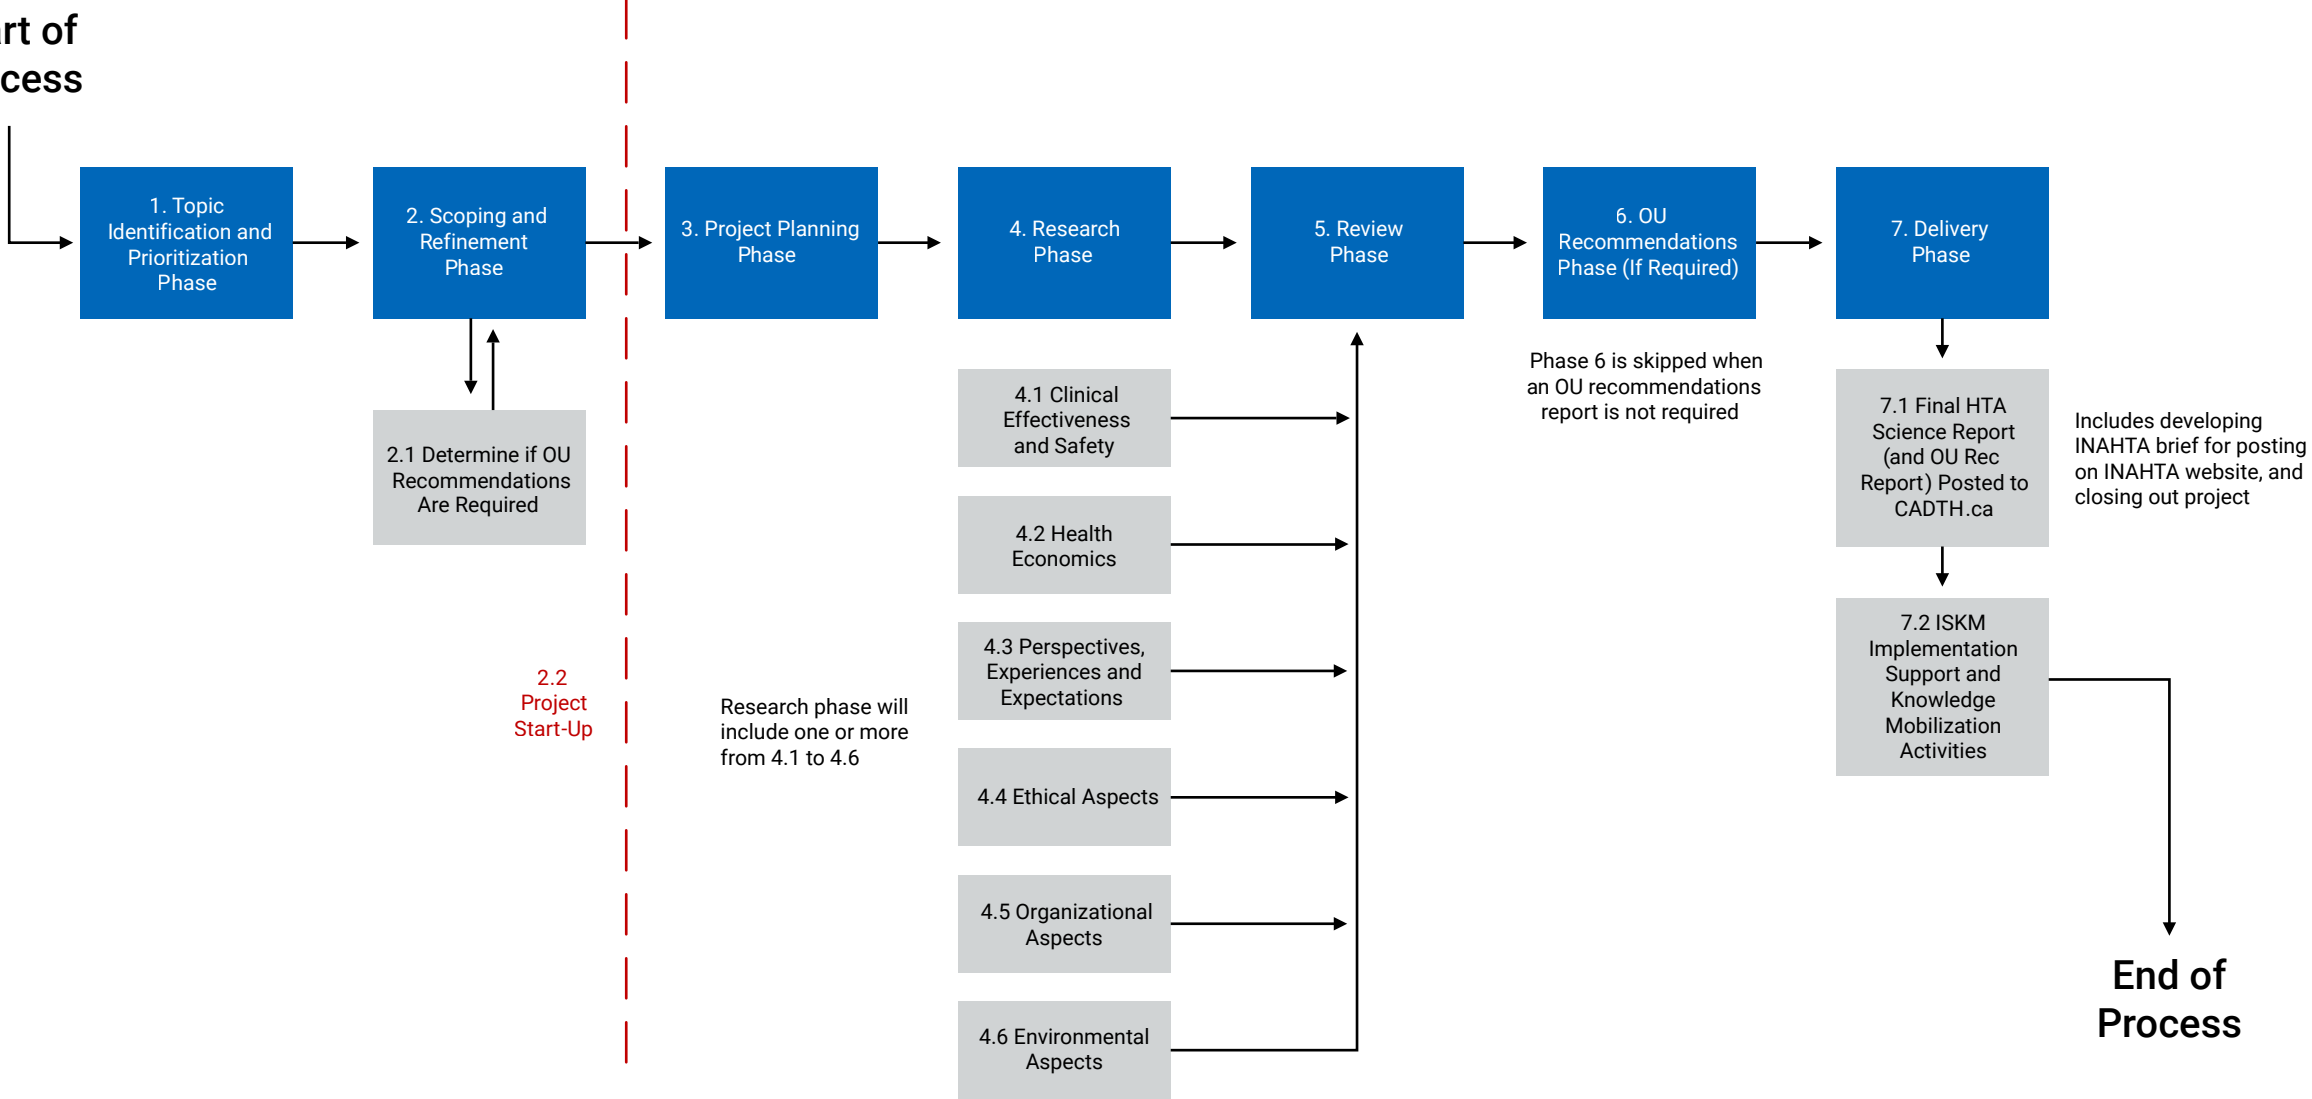 art of
cess
1. Topic
Identification and
Prioritization
Phase
2. Scoping and
Refinement
Phase
3. Project Planning
Phase
4. Research
Phase
5. Review
Phase
6. OU
Recommendations
Phase (If Required)
7. Delivery
Phase
2.1 Determine if OU
Recommendations
Are Required
2.2
Project
Start-Up
Research phase will
include one or more
from 4.1 to 4.6
4.1 Clinical
Effectiveness
and Safety
4.2 Health
Economics
4.3 Perspectives,
Experiences and
Expectations
4.4 Ethical Aspects
4.5 Organizational
Aspects
4.6 Environmental
Aspects
Phase 6 is skipped when
an OU recommendations
report is not required
7.1 Final HTA
Science Report
(and OU Rec
Report) Posted to
CADTH.ca
Includes developing
INAHTA brief for posting
on INAHTA website, and
closing out project
7.2 ISKM
Implementation
Support and
Knowledge
Mobilization
Activities
End of
Process